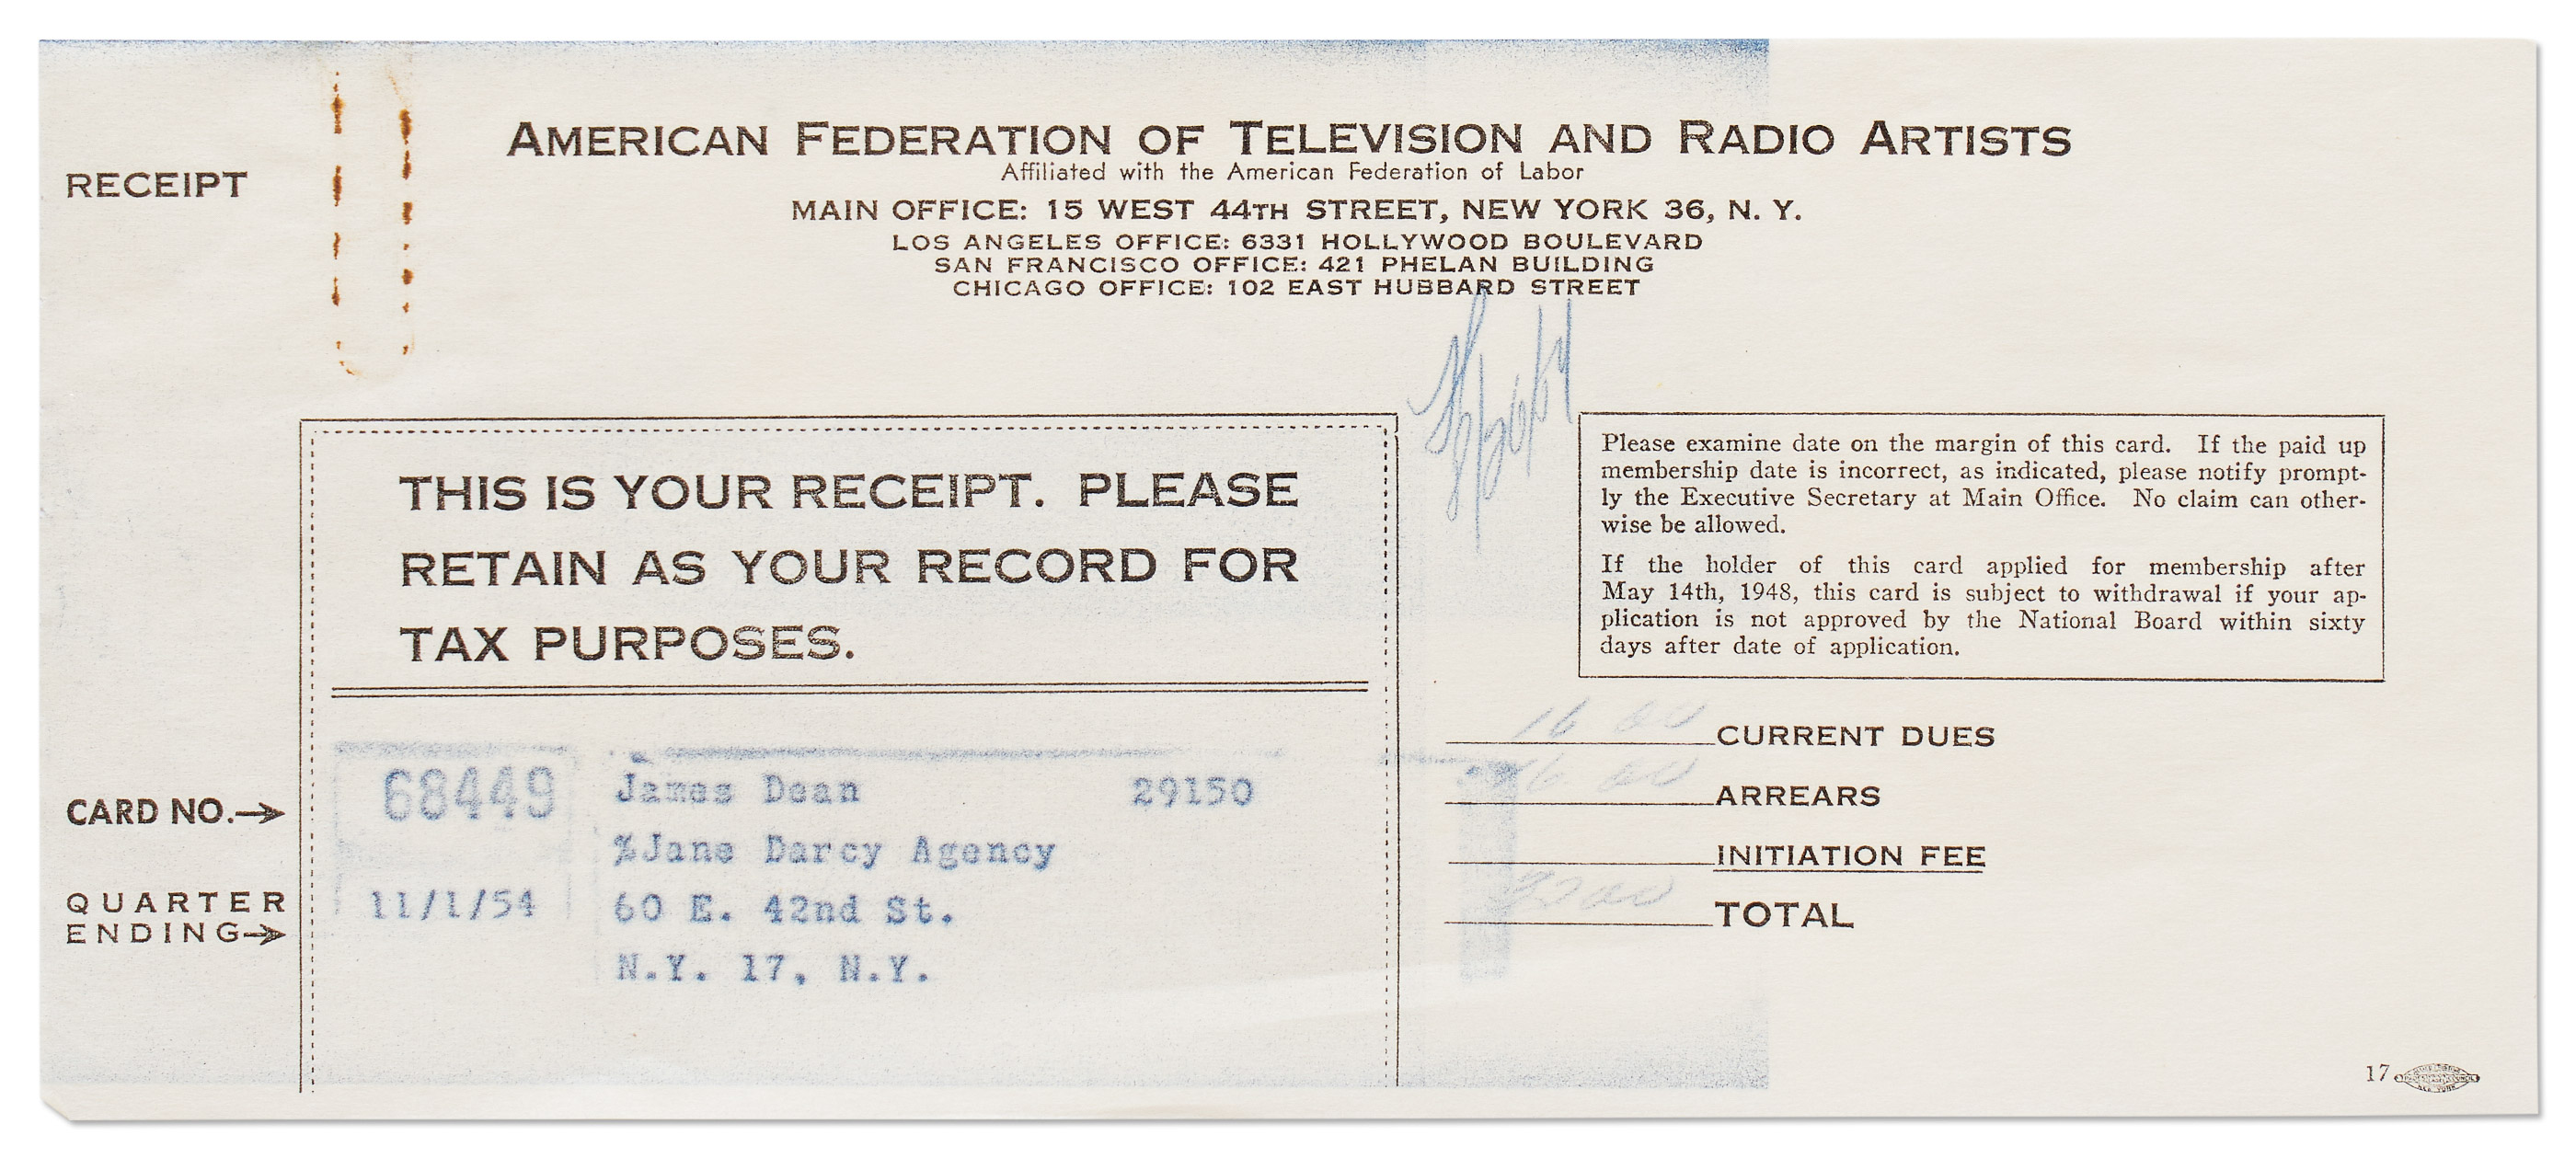 RECEIPT
AMERICAN FEDERATION OF TELEVISION AND RADIO ARTISTS
Affiliated with the American Federation of Labor
MAIN OFFICE: 15 WEST 44TH STREET, NEW YORK 36, N. Y.
LOS ANGELES OFFICE: 6331 HOLLYWOOD BOULEVARD
SAN FRANCISCO OFFICE: 421 PHELAN BUILDING
CHICAGO OFFICE: 102 EAST HUBBARD STREET
THIS IS YOUR RECEIPT. PLEASE
RETAIN AS YOUR RECORD FOR
TAX PURPOSES.
Please examine date on the margin of this card. If the paid up
membership date is incorrect, as indicated, please notify prompt-
ly the Executive Secretary at Main Office. No claim can other-
wise be allowed.
If the holder of this card applied for membership after
May 14th, 1948, this card is subject to withdrawal if your ap-
plication is not approved by the National Board within sixty
days after date of application.
CARD NO.→ 68449
James Dean 29150
%Jane Darcy Agency
60 E. 42nd St.
N.Y. 17, N.Y.
QUARTER
ENDING→ 11/1/54
16 00 CURRENT DUES
ARREARS
INITIATION FEE
TOTAL
17